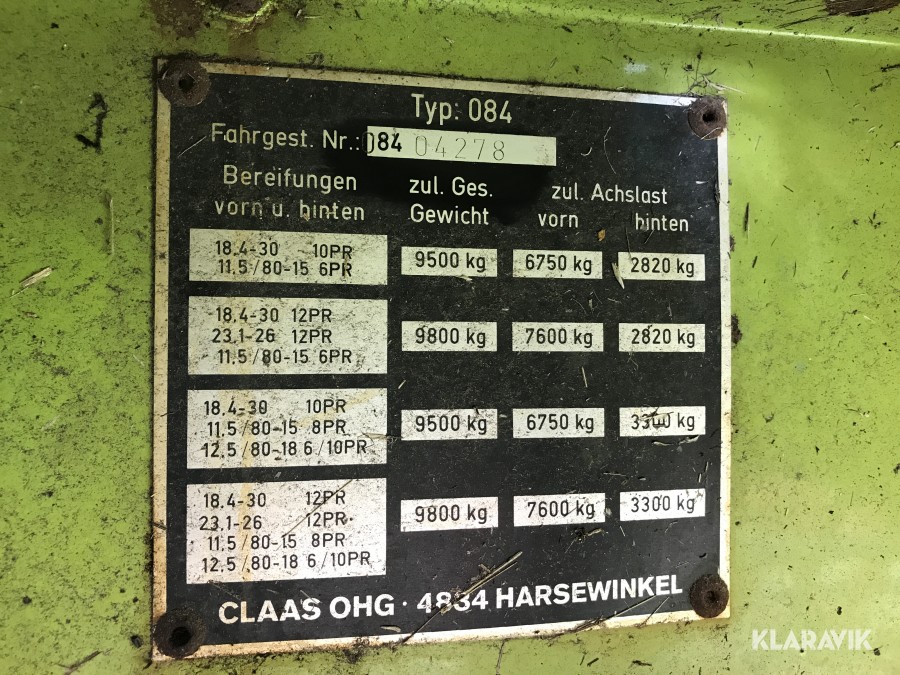 Typ: 084
Fahrgest. Nr.: 084 04278
Bereifungen vorn u. hinten
zul. Ges. Gewicht
zul. Achslast
vorn hinten
18.4-30 10PR
11.5/80-15 6PR
9500 kg 6750 kg 2820 kg
18.4-30 12PR
23.1-26 12PR
11.5/80-15 6PR
9800 kg 7600 kg 2820 kg
18.4-30 10PR
11.5/80-15 8PR
12.5/80-18 6/10PR
9500 kg 6750 kg 3300 kg
18.4-30 12PR
23.1-26 12PR
11.5/80-15 8PR
12.5/80-18 6/10PR
9800 kg 7600 kg 3300 kg
CLAAS OHG · 4834 HARSEWINKEL
KLARAVIK